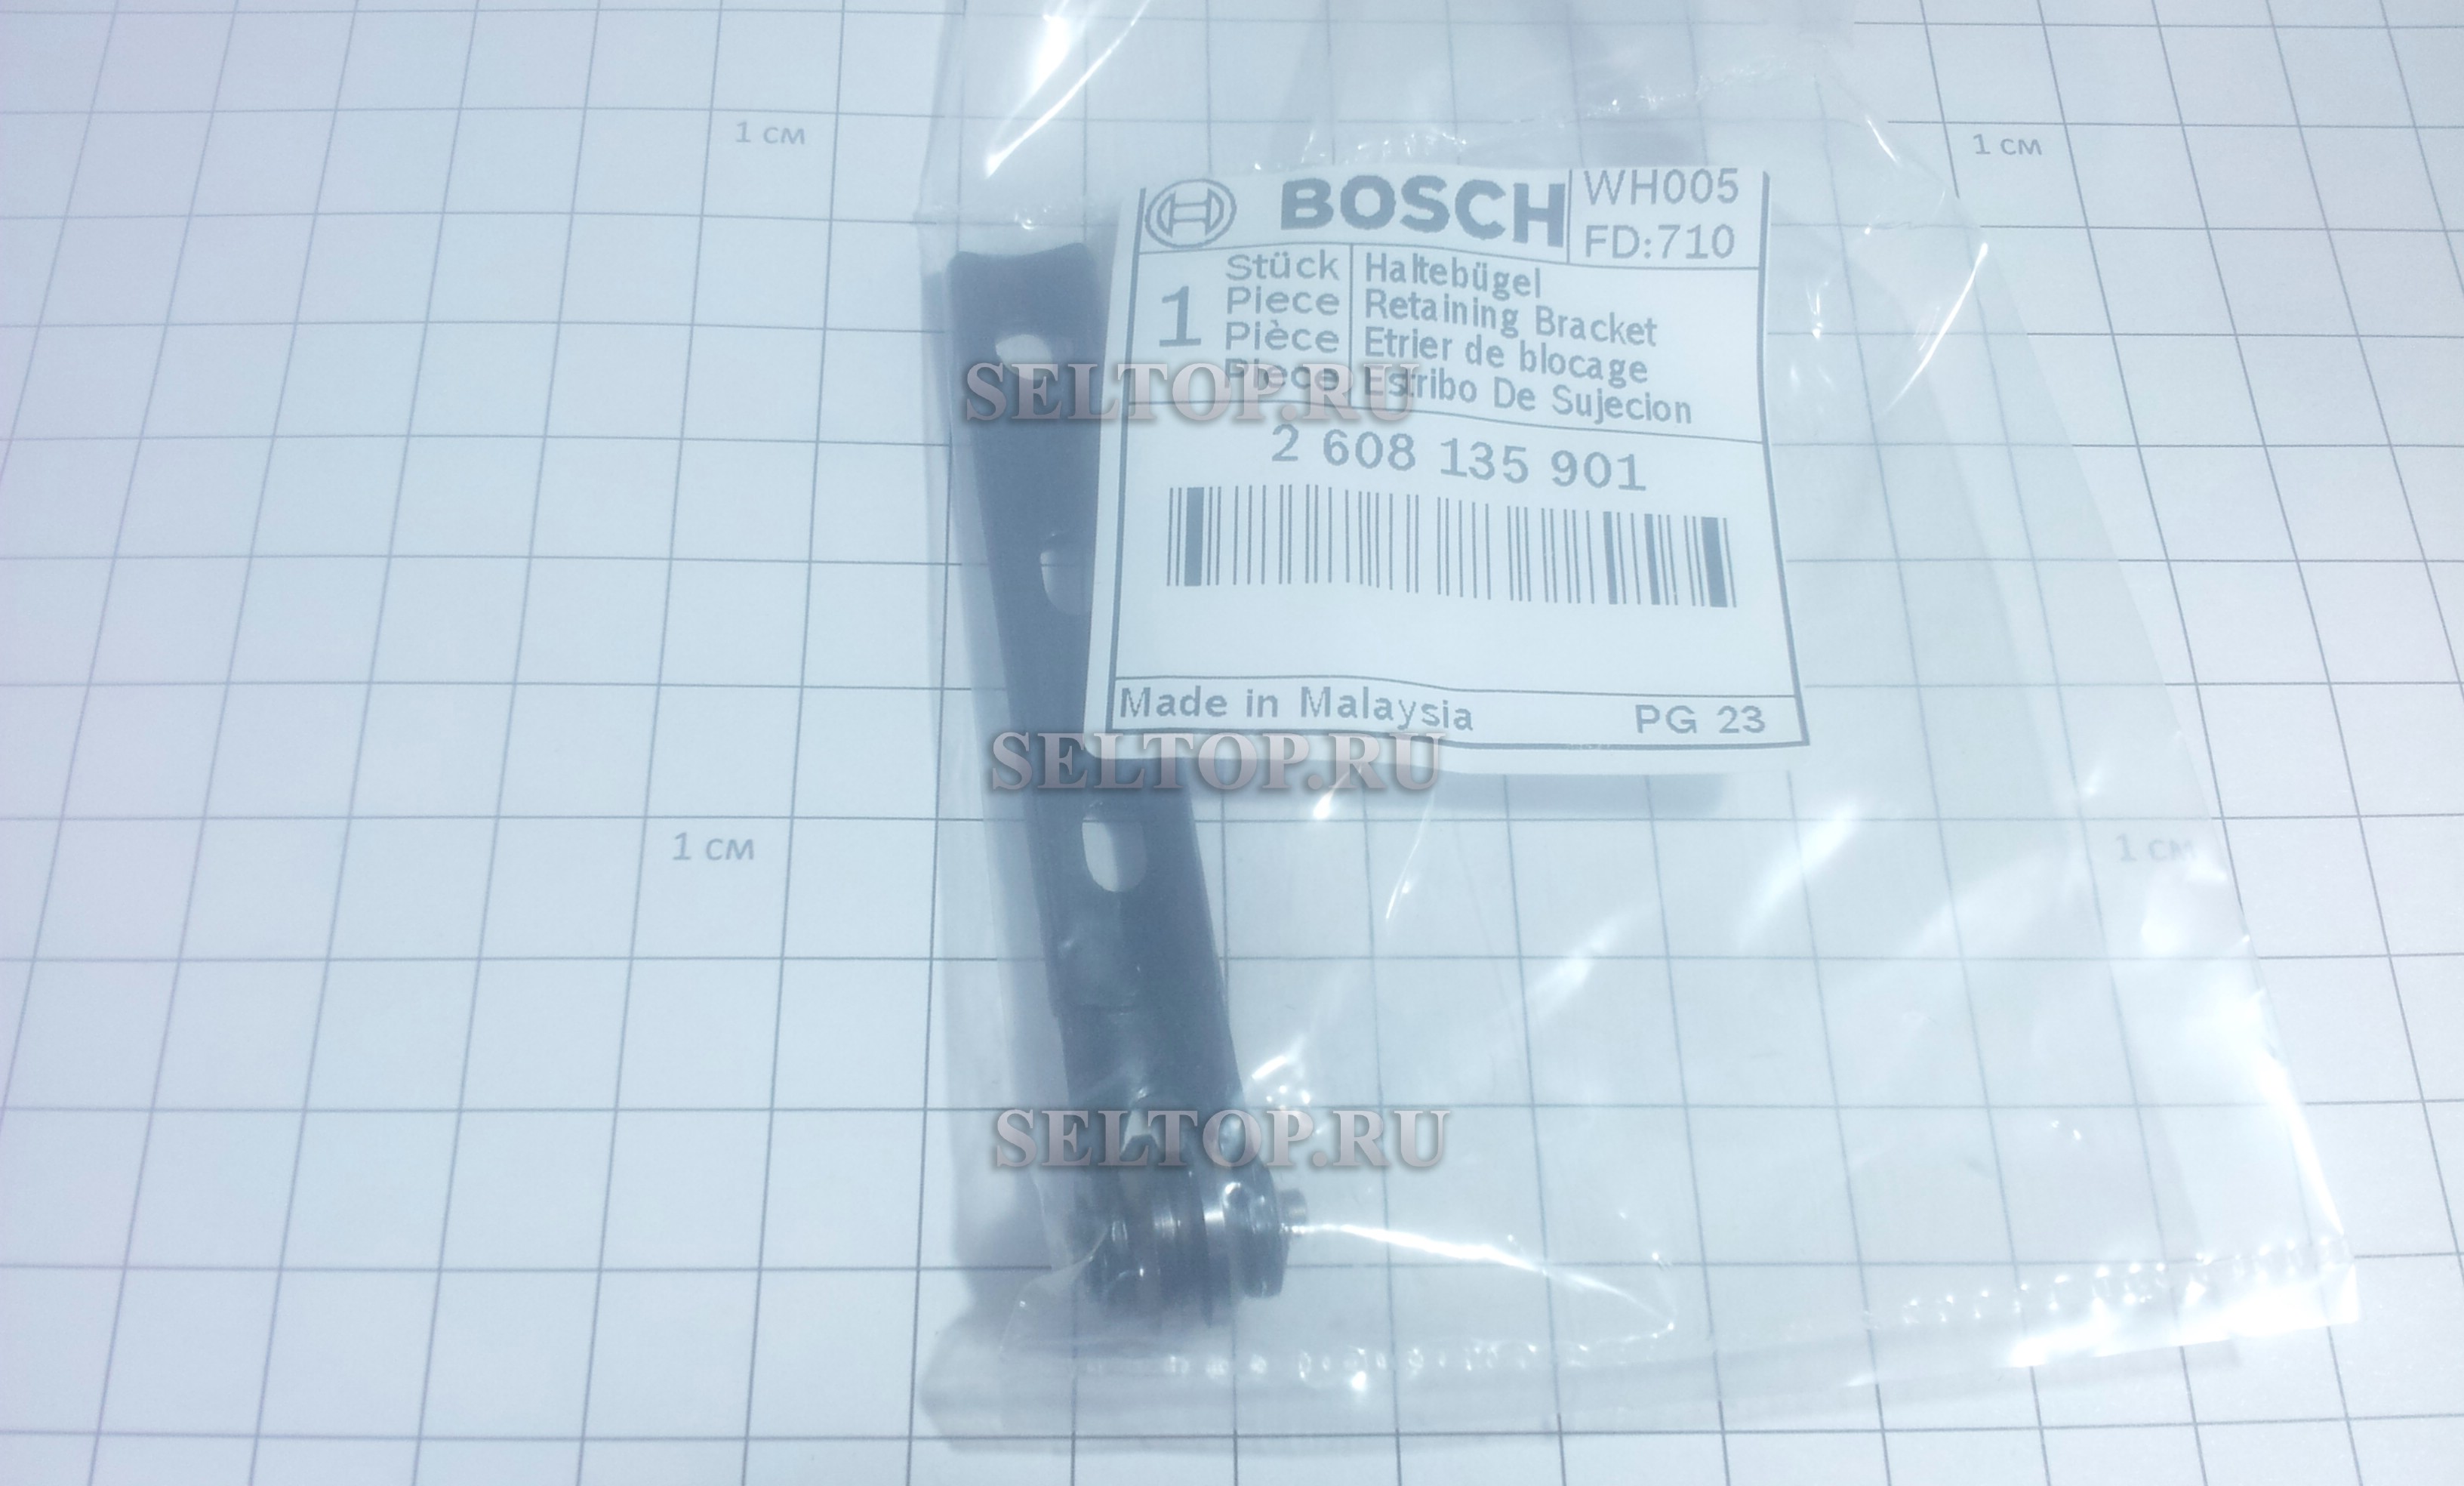 1 см
1 см
BOSCH
WH005
FD:710
1
Stück
Piece
Pièce
Piece
Haltebügel
Retaining Bracket
Etrier de blocage
Estribo De Sujecion
SELTOP.RU
2 608 135 901
Made in Malaysia
PG 23
SELTOP.RU
1 см
1 см
SELTOP.RU